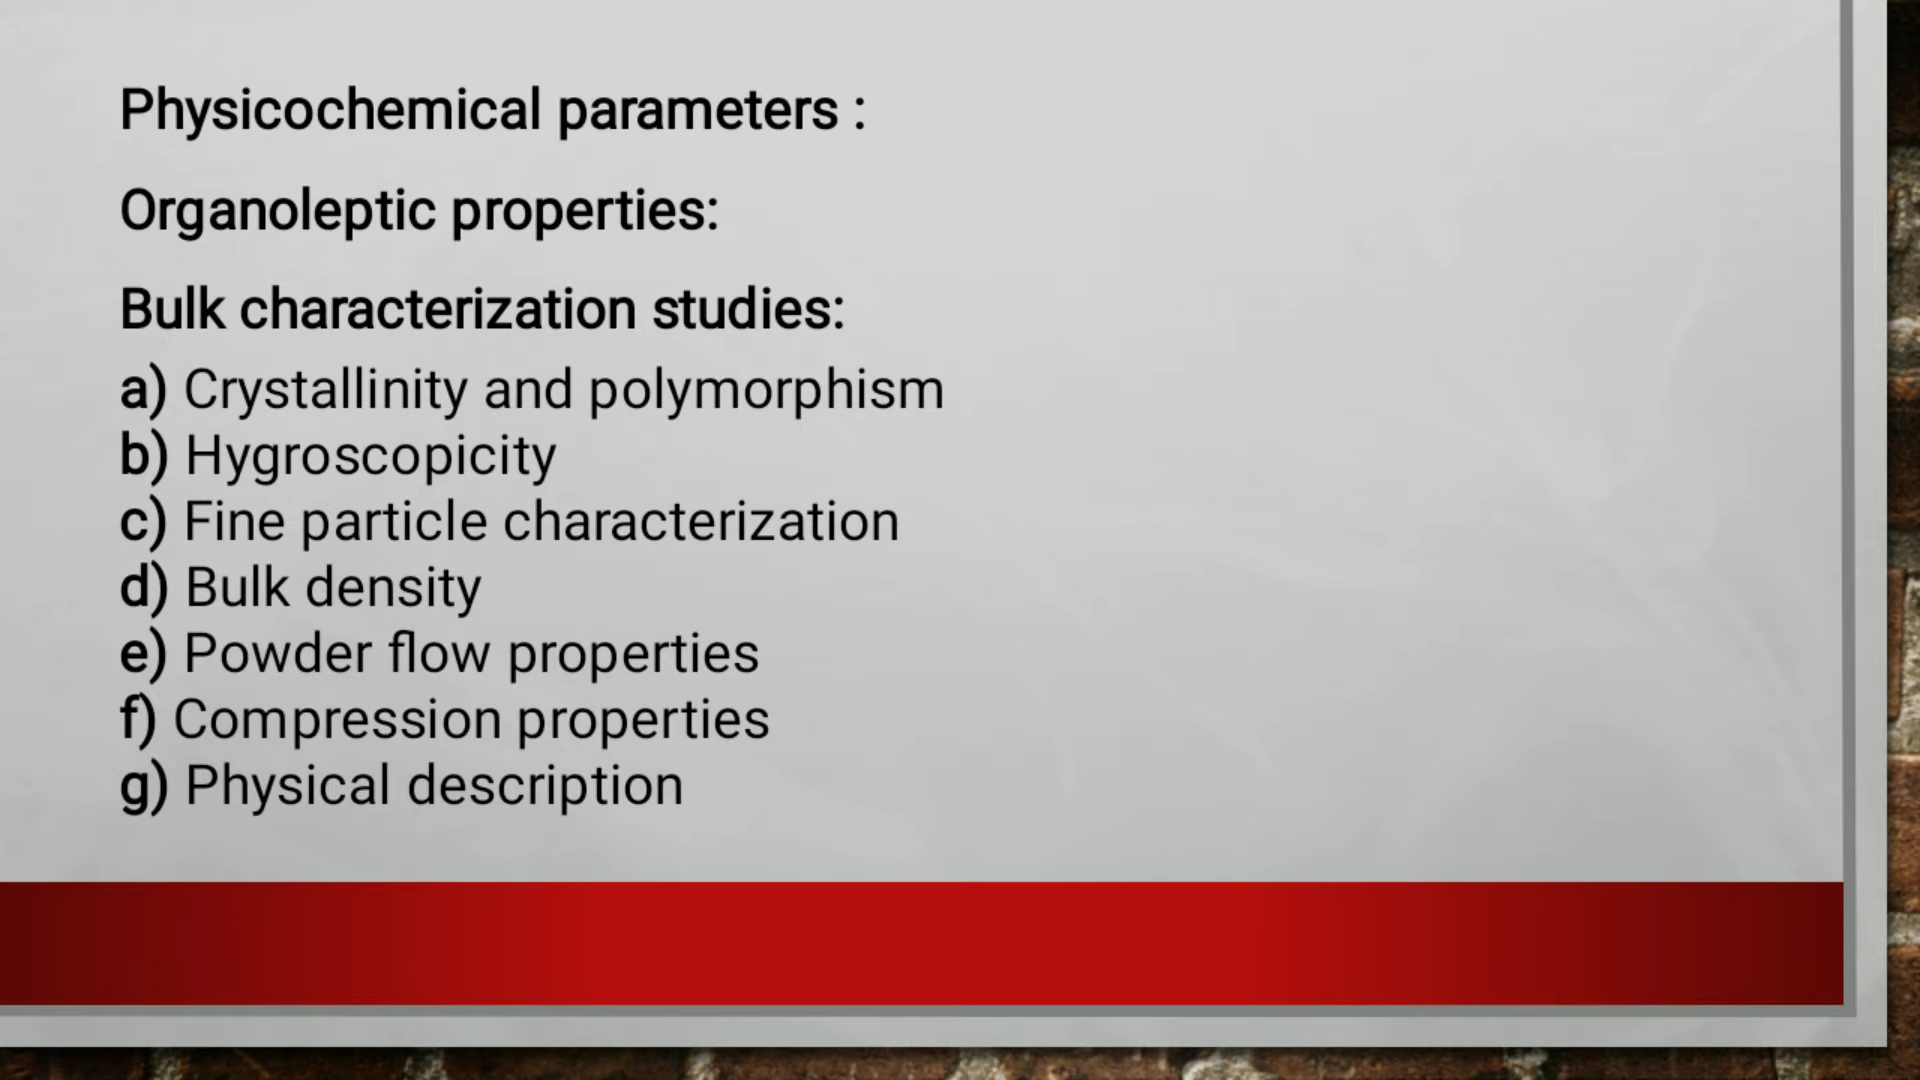 Physicochemical parameters :
Organoleptic properties:
Bulk characterization studies:
a) Crystallinity and polymorphism
b) Hygroscopicity
c) Fine particle characterization
d) Bulk density
e) Powder flow properties
f) Compression properties
g) Physical description